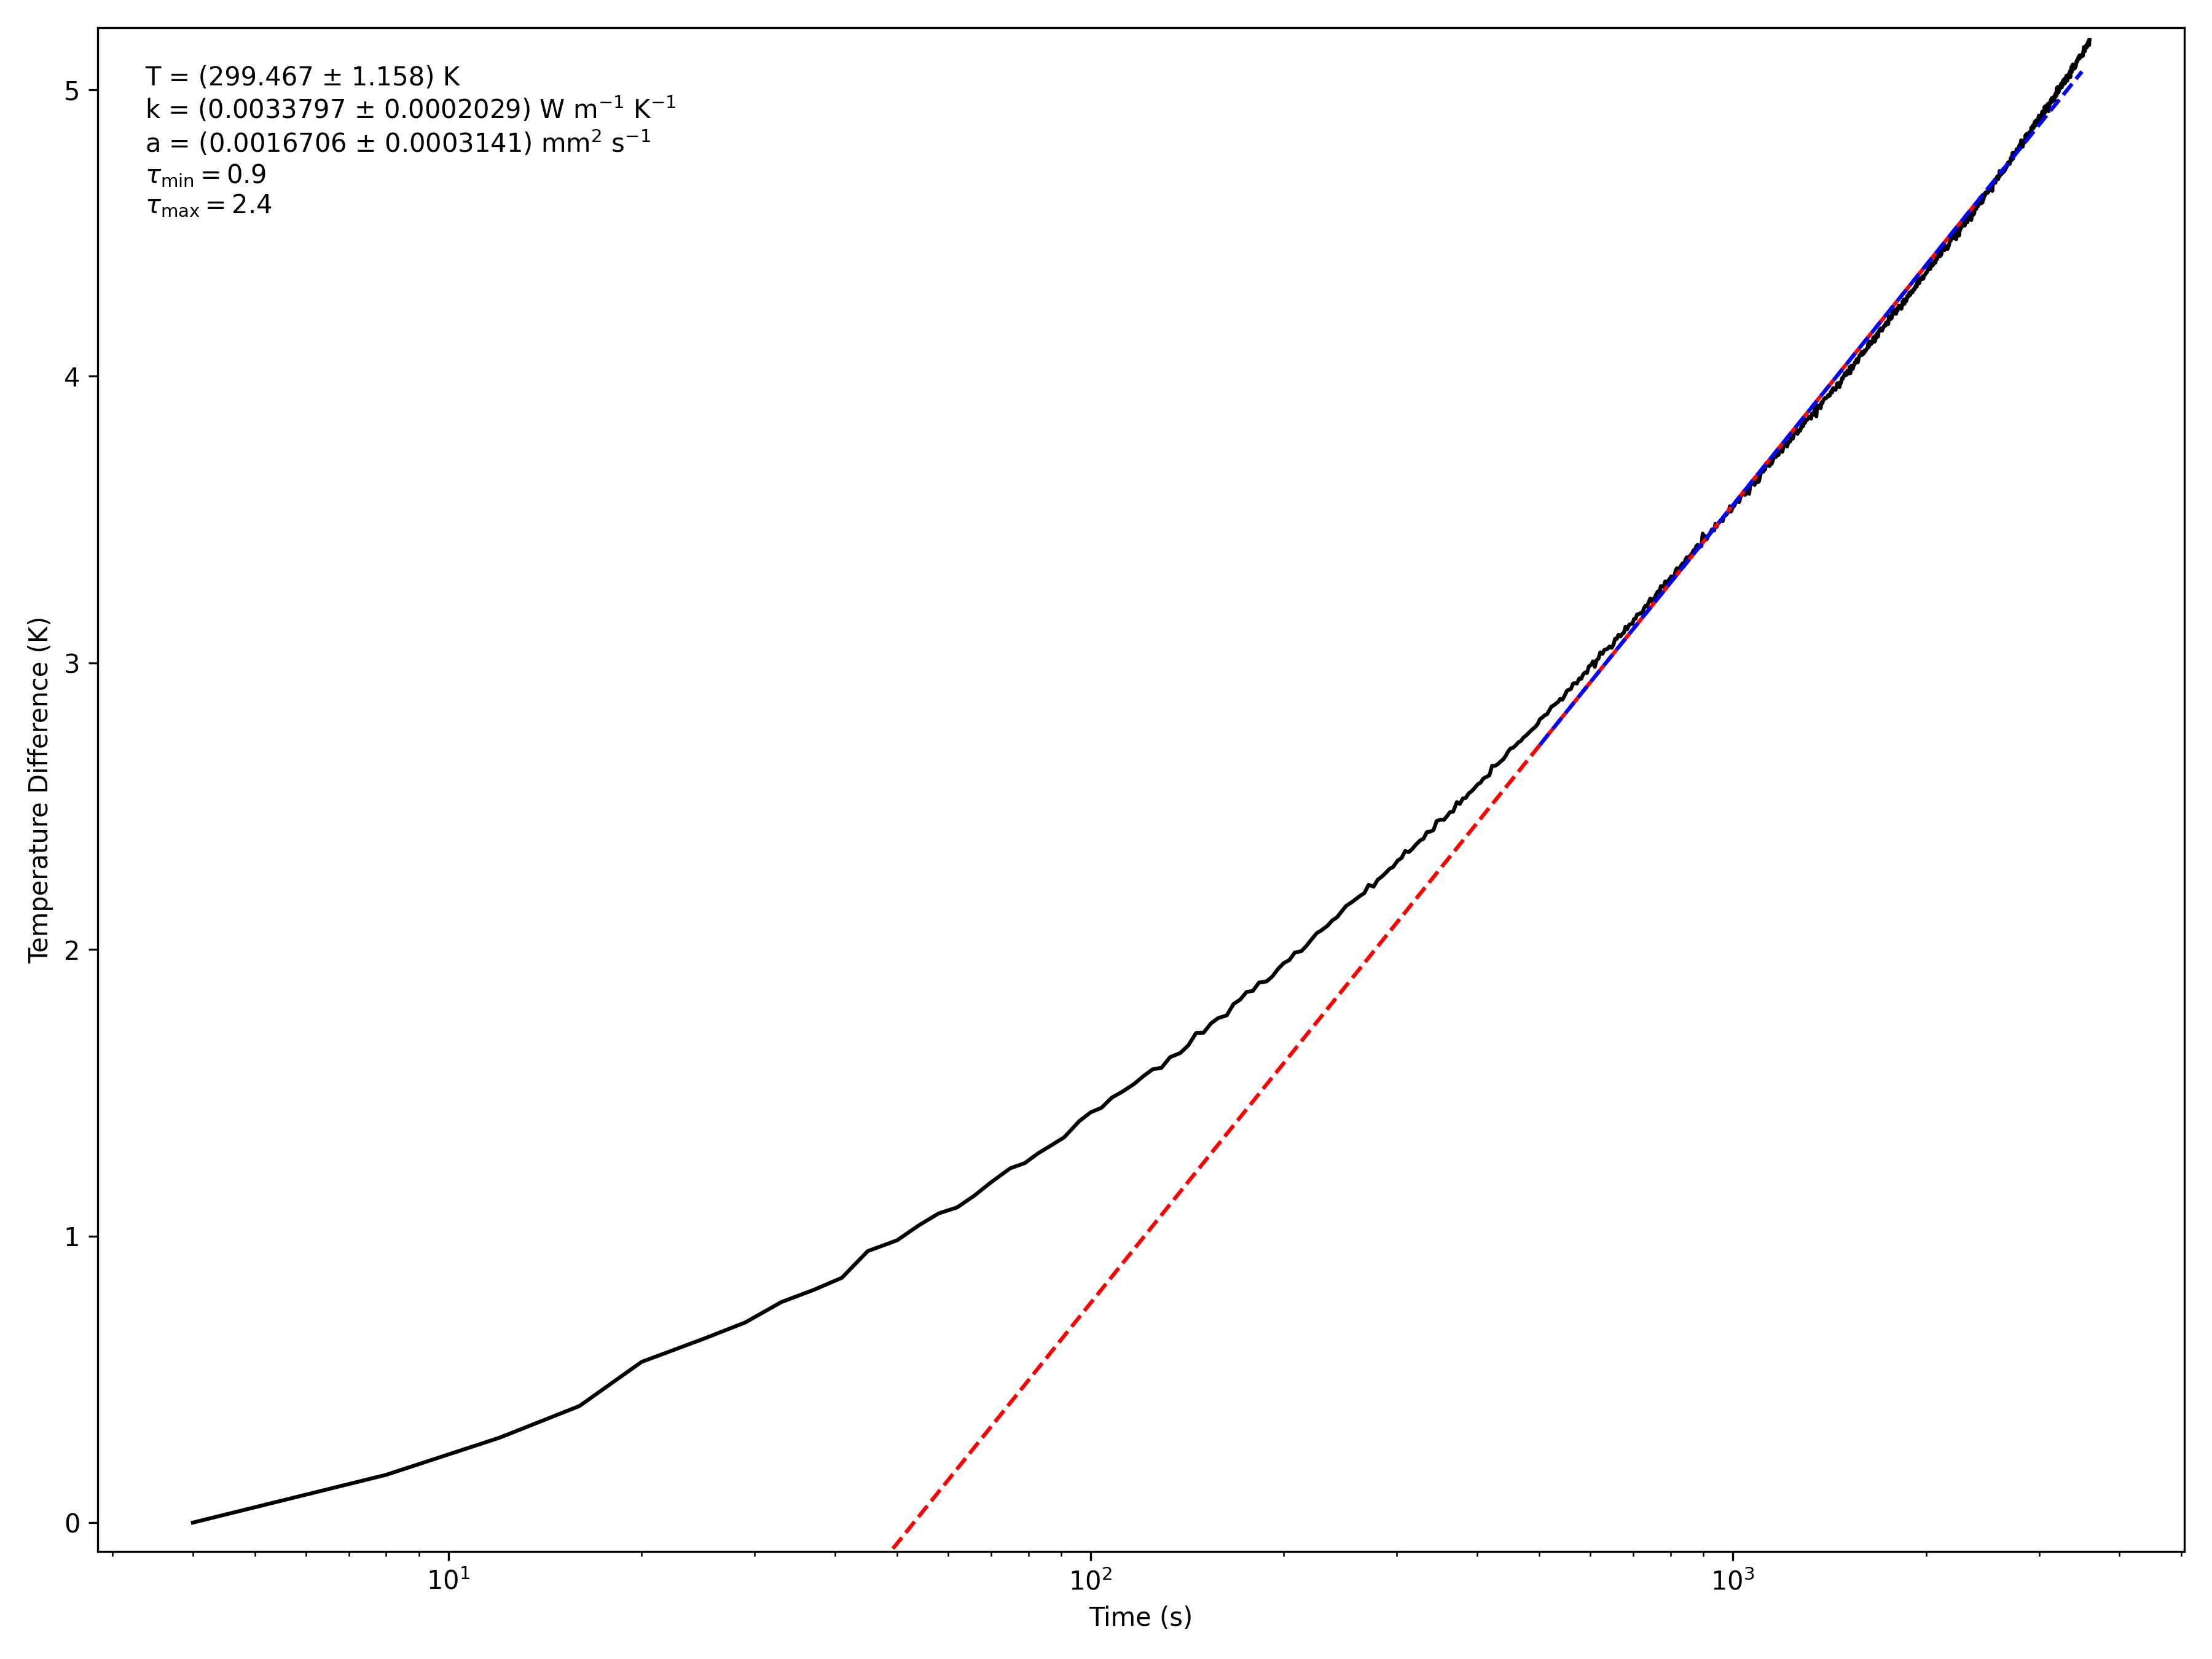 T = (299.467 ± 1.158) K
k = (0.0033797 ± 0.0002029) W m⁻¹ K⁻¹
a = (0.0016706 ± 0.0003141) mm² s⁻¹
τmin = 0.9
τmax = 2.4
5
4
3
2
1
0
Temperature Difference (K)
10¹ 10² 10³
Time (s)